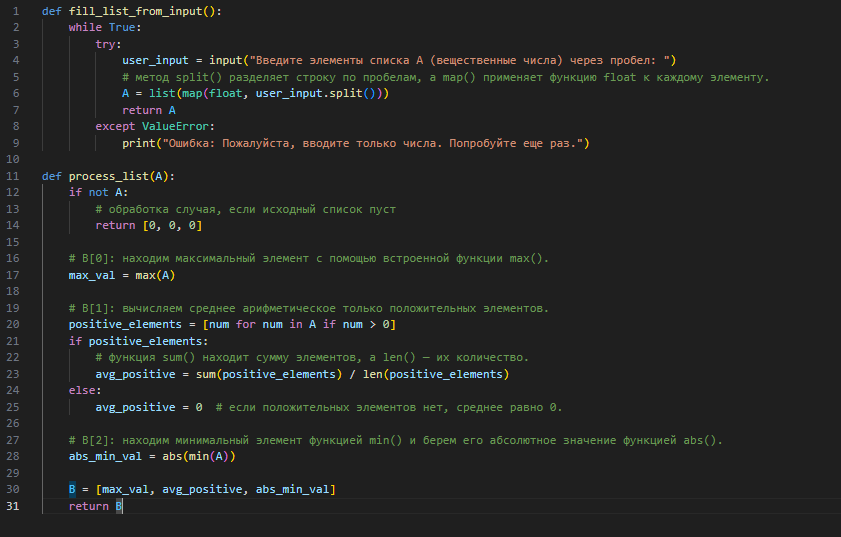 1 def fill_list_from_input():
2     while True:
3         try:
4             user_input = input("Введите элементы списка A (вещественные числа) через пробел: ")
5             # метод split() разделяет строку по пробелам, а map() применяет функцию float к каждому элементу.
6             A = list(map(float, user_input.split()))
7             return A
8         except ValueError:
9             print("Ошибка: Пожалуйста, вводите только числа. Попробуйте еще раз.")
10
11 def process_list(A):
12     if not A:
13         # обработка случая, если исходный список пуст
14         return [0, 0, 0]
15
16     # B[0]: находим максимальный элемент с помощью встроенной функции max().
17     max_val = max(A)
18
19     # B[1]: вычисляем среднее арифметическое только положительных элементов.
20     positive_elements = [num for num in A if num > 0]
21     if positive_elements:
22         # функция sum() находит сумму элементов, а len() — их количество.
23         avg_positive = sum(positive_elements) / len(positive_elements)
24     else:
25         avg_positive = 0  # если положительных элементов нет, среднее равно 0.
26
27     # B[2]: находим минимальный элемент функцией min() и берем его абсолютное значение функцией abs().
28     abs_min_val = abs(min(A))
29
30     B = [max_val, avg_positive, abs_min_val]
31     return B